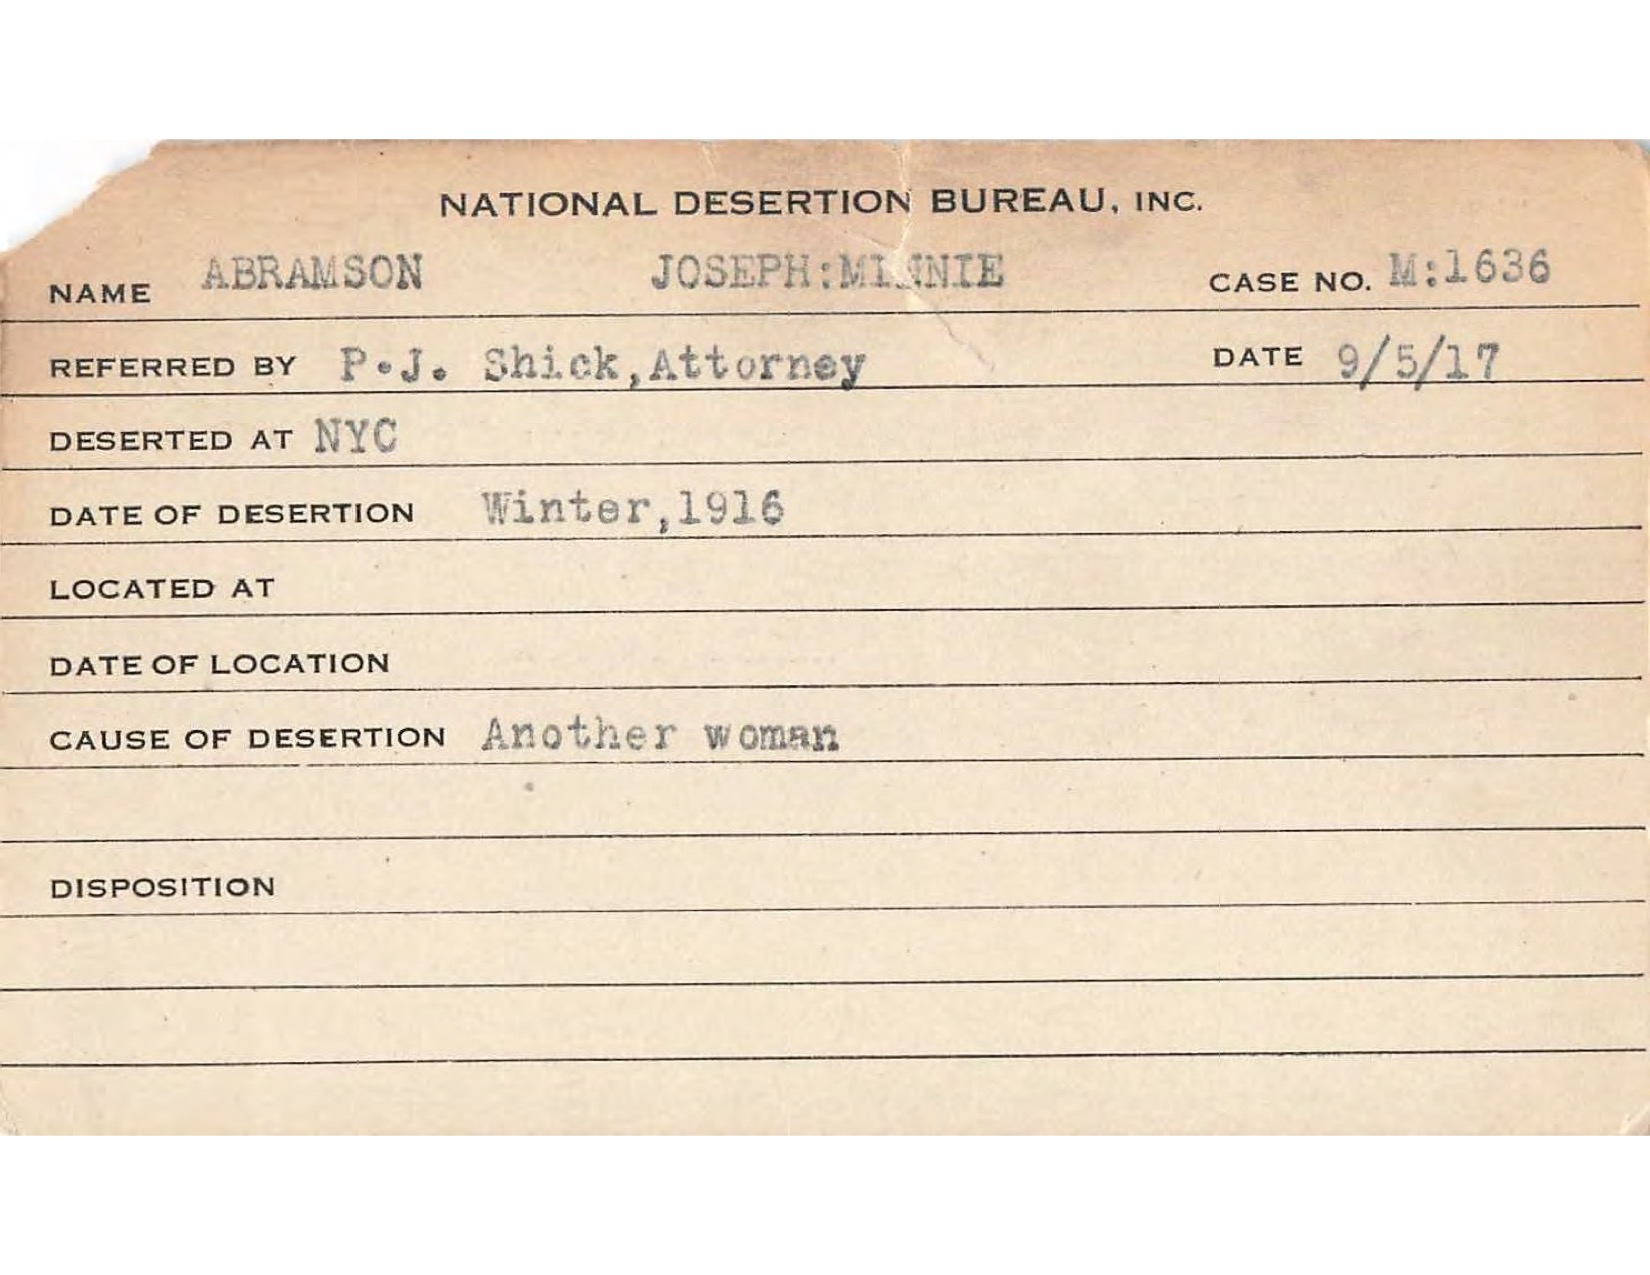 NATIONAL DESERTION BUREAU, INC.
NAME ABRAMSON JOSEPH:MINNIE CASE NO. M:1636
REFERRED BY P.J. Shick,Attorney DATE 9/5/17
DESERTED AT NYC
DATE OF DESERTION Winter,1916
LOCATED AT
DATE OF LOCATION
CAUSE OF DESERTION Another woman
DISPOSITION